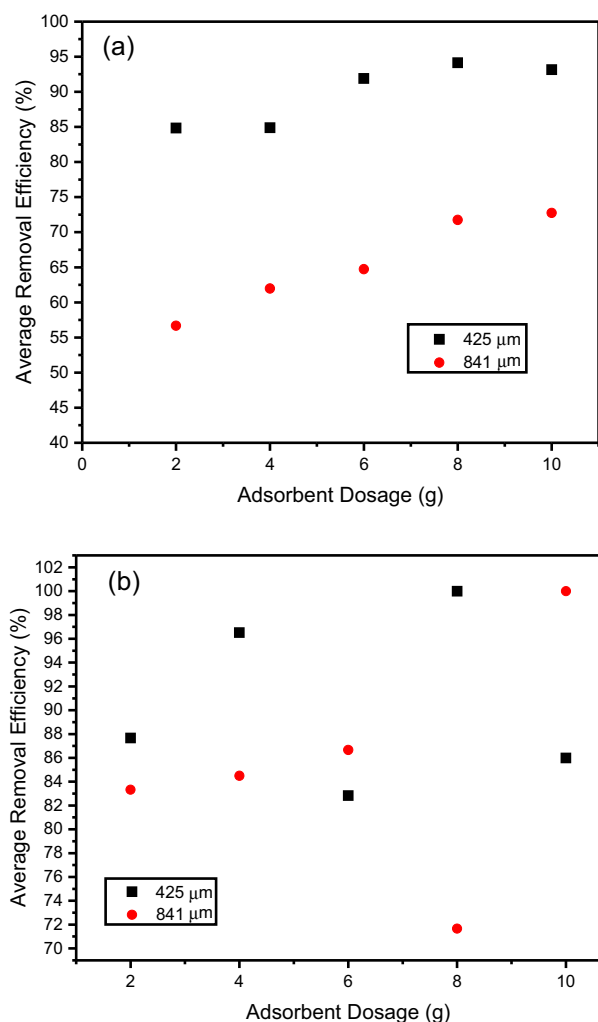 (a)
100
95
90
85
80
75
70
65
60
55
50
45
40
Average Removal Efficiency (%)
425 μm
841 μm
0 2 4 6 8 10
Adsorbent Dosage (g)
(b)
102
100
98
96
94
92
90
88
86
84
82
80
78
76
74
72
70
Average Removal Efficiency (%)
425 μm
841 μm
2 4 6 8 10
Adsorbent Dosage (g)